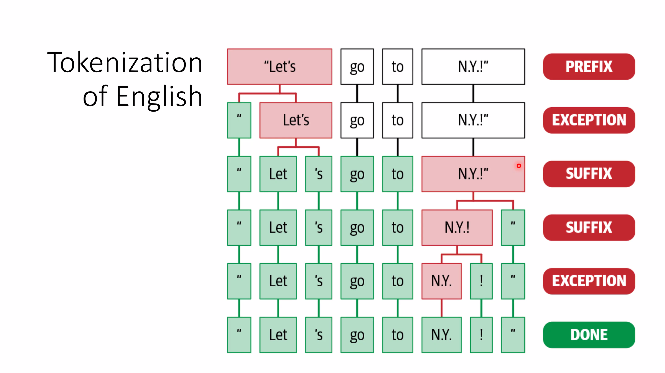 Tokenization
of English
“Let’s go to N.Y.!” PREFIX
“ Let’s go to N.Y.!” EXCEPTION
“ Let ’s go to N.Y.!” SUFFIX
“ Let ’s go to N.Y.! ” SUFFIX
“ Let ’s go to N.Y. ! ” EXCEPTION
“ Let ’s go to N.Y. ! ” DONE